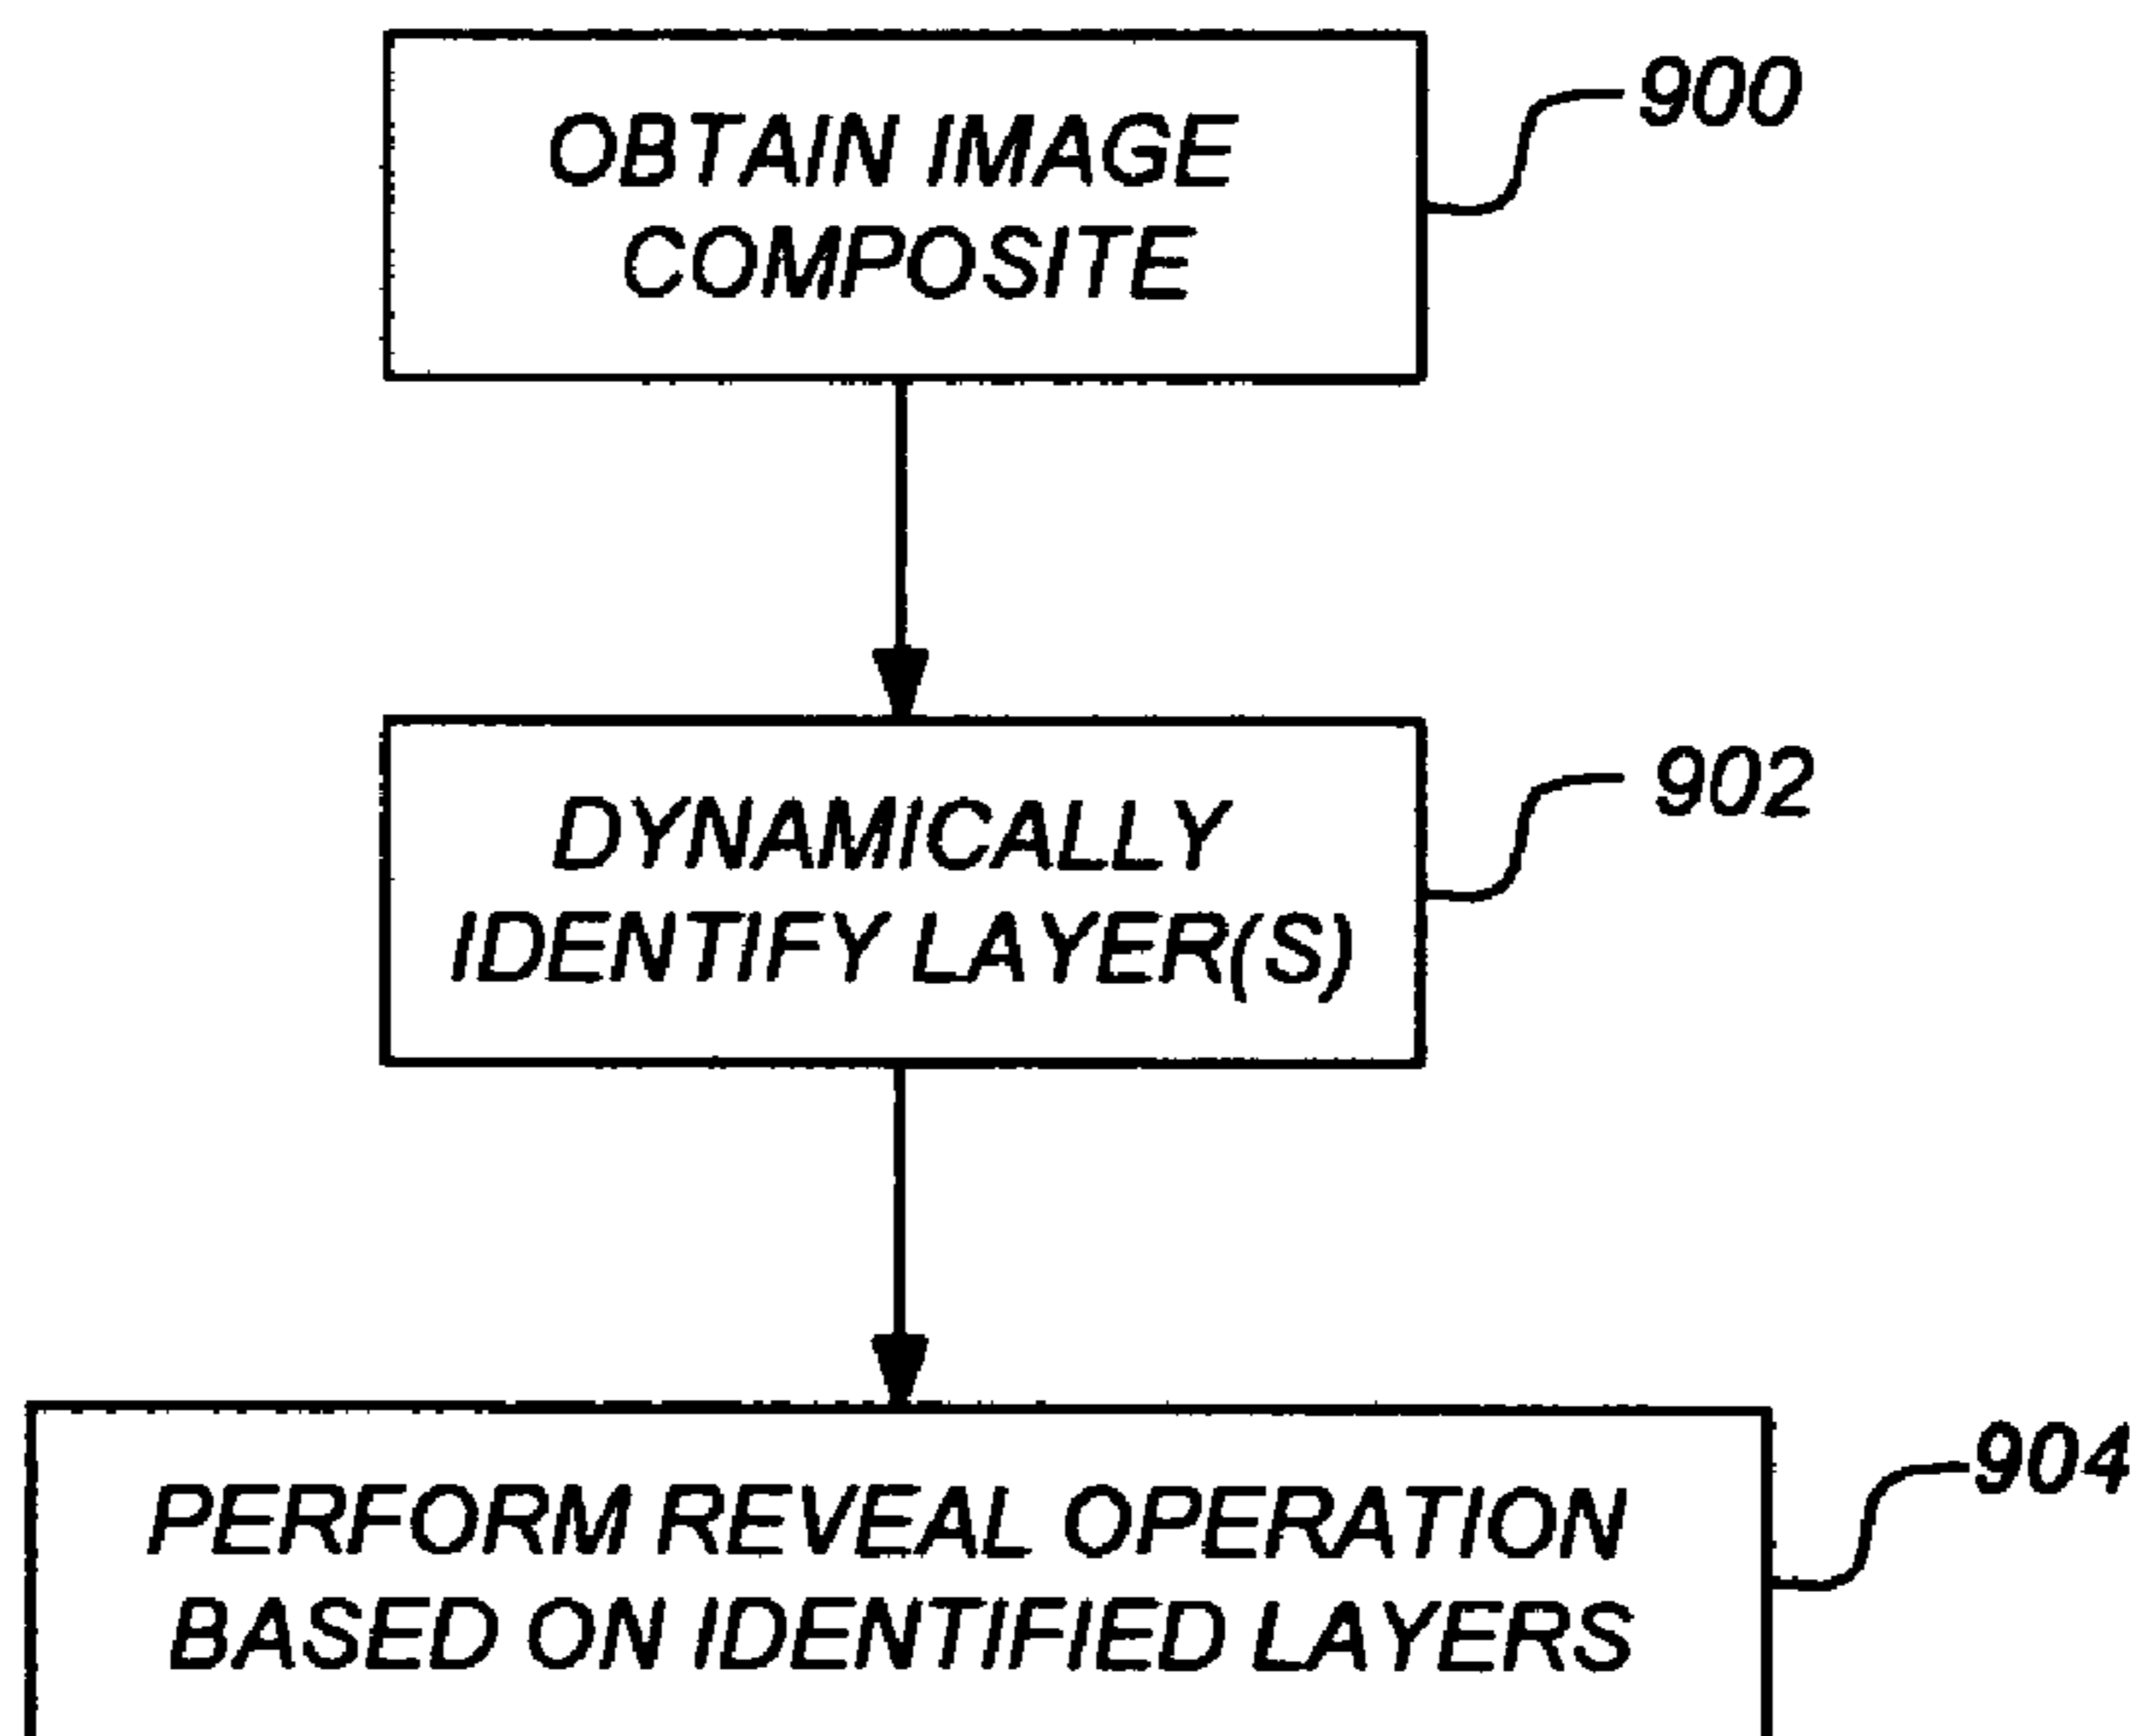 OBTAIN IMAGE
COMPOSITE
900
DYNAMICALLY
IDENTIFY LAYER(S)
902
PERFORM REVEAL OPERATION
BASED ON IDENTIFIED LAYERS
904